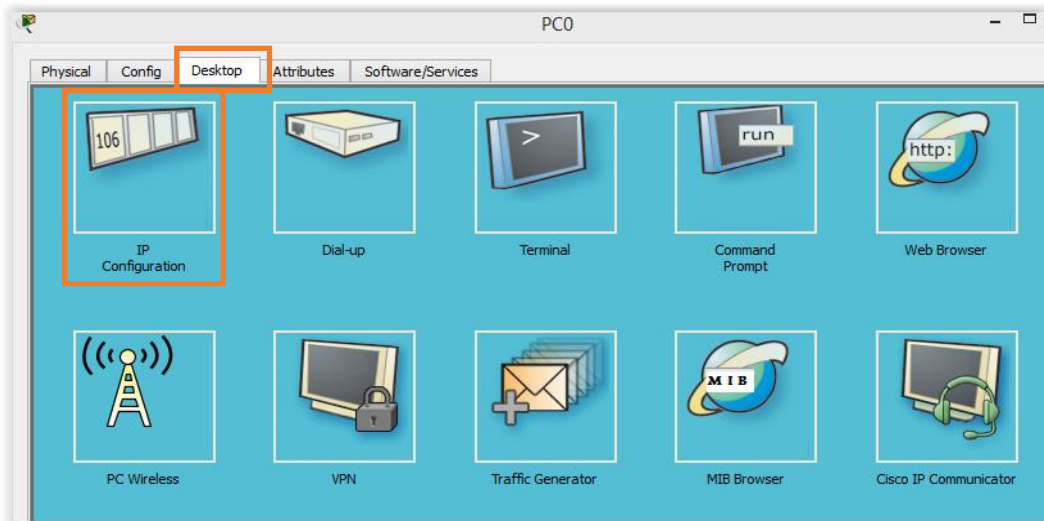 PC0
Physical Config Desktop Attributes Software/Services
106
>
run
http:
IP
Configuration
Dial-up
Terminal
Command
Prompt
Web Browser
MIB
PC Wireless
VPN
Traffic Generator
MIB Browser
Cisco IP Communicator